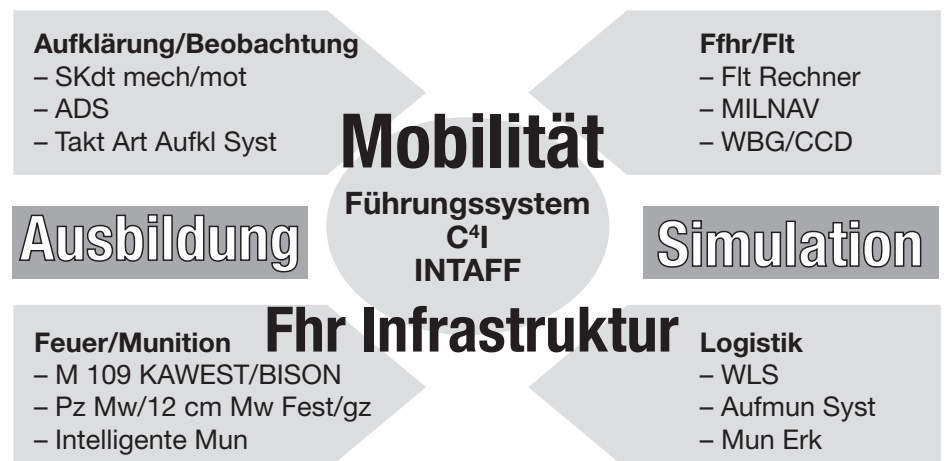 Aufklärung/Beobachtung
– SKdt mech/mot
– ADS
– Takt Art Aufkl Syst
Ffhr/Flt
– Flt Rechner
– MILNAV
– WBG/CCD
Mobilität
Führungssystem
C⁴I
INTAFF
Ausbildung
Simulation
Fhr Infrastruktur
Feuer/Munition
– M 109 KAWEST/BISON
– Pz Mw/12 cm Mw Fest/gz
– Intelligente Mun
Logistik
– WLS
– Aufmun Syst
– Mun Erk